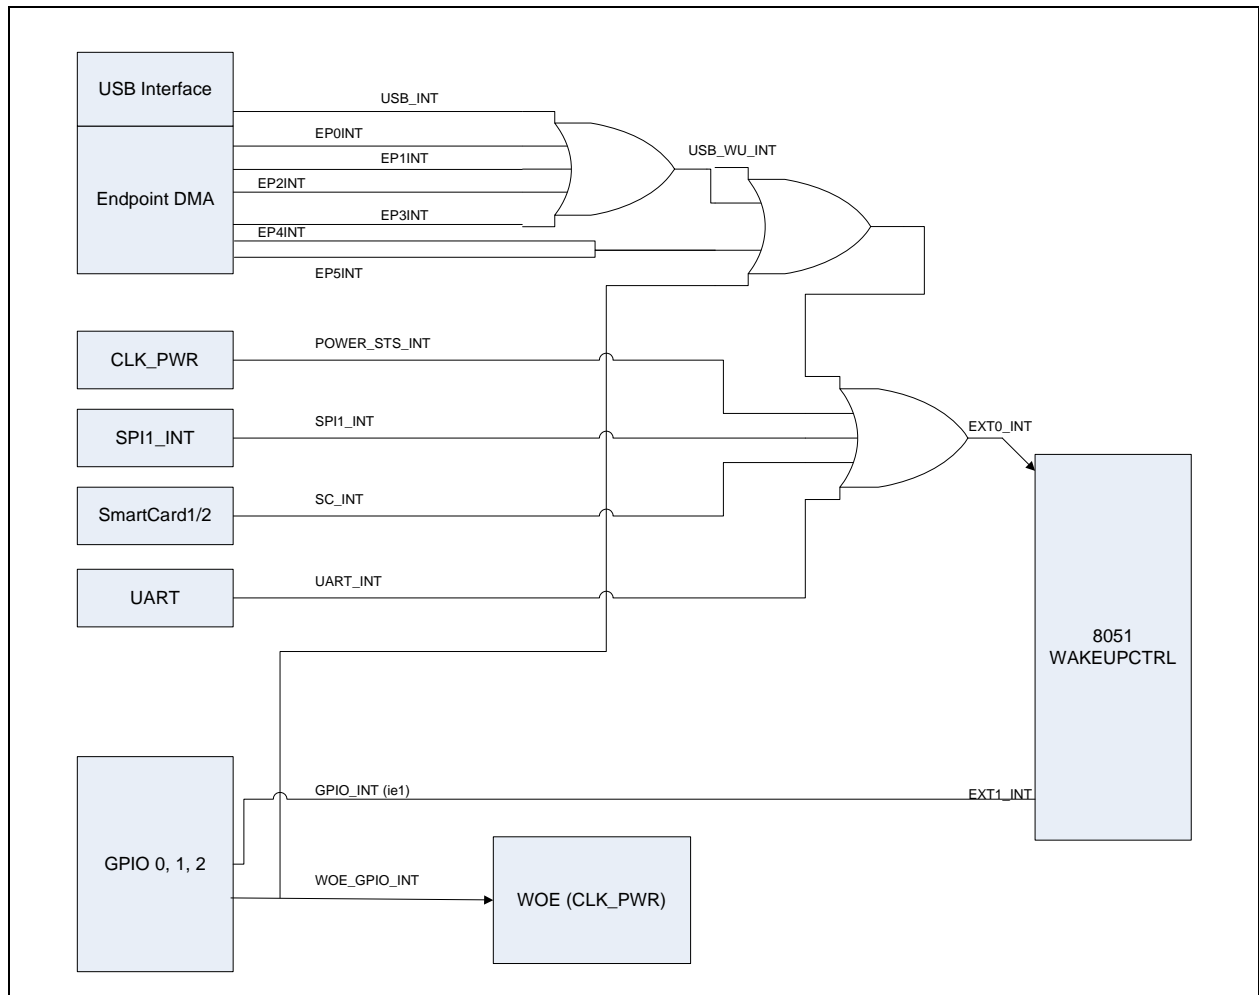 USB Interface
USB_INT
EP0INT
EP1INT
USB_WU_INT
Endpoint DMA
EP2INT
EP3INT
EP4INT
EP5INT
CLK_PWR
POWER_STS_INT
SPI1_INT
SPI1_INT
EXT0_INT
SmartCard1/2
SC_INT
UART
UART_INT
8051
WAKEUPCTRL
GPIO_INT (ie1)
EXT1_INT
GPIO 0, 1, 2
WOE_GPIO_INT
WOE (CLK_PWR)